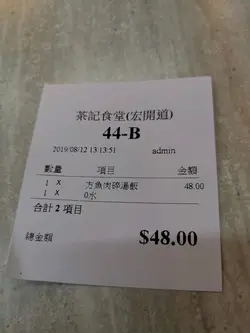 茶記食堂(宏開道)
44-B
2019/08/12 13:13:51 admin
數量 項目 金額
1 X 方魚肉碎湯飯 48.00
1 X 0水
合計 2 項目
總金額 $48.00